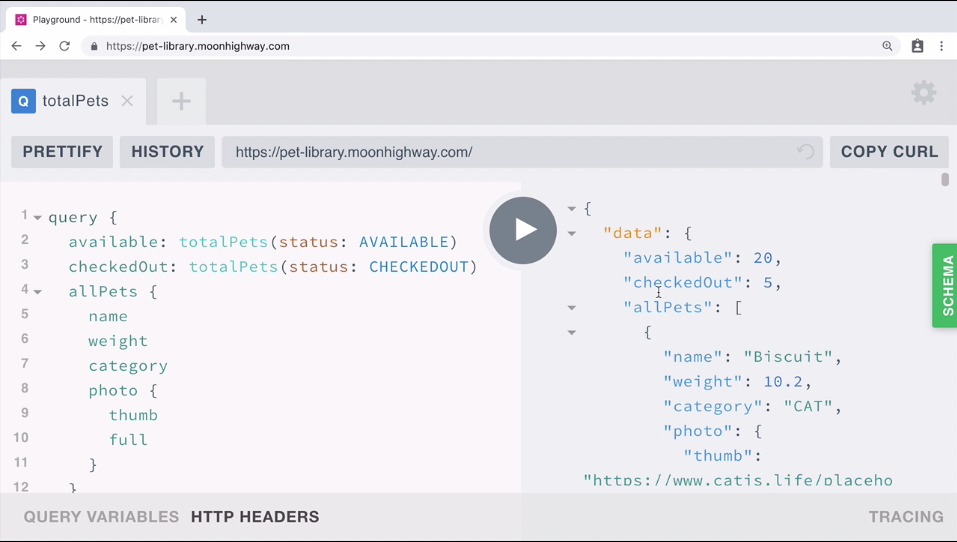 Playground - https://pet-library
https://pet-library.moonhighway.com
Q totalPets
PRETTIFY
HISTORY
https://pet-library.moonhighway.com/
COPY CURL
1 query {
2 available: totalPets(status: AVAILABLE)
3 checkedOut: totalPets(status: CHECKEDOUT)
4 allPets {
5 name
6 weight
7 category
8 photo {
9 thumb
10 full
11 }
12 }
{
"data": {
"available": 20,
"checkedOut": 5,
"allPets": [
{
"name": "Biscuit",
"weight": 10.2,
"category": "CAT",
"photo": {
"thumb":
"https://www.catis.life/placeho
SCHEMA
QUERY VARIABLES
HTTP HEADERS
TRACING